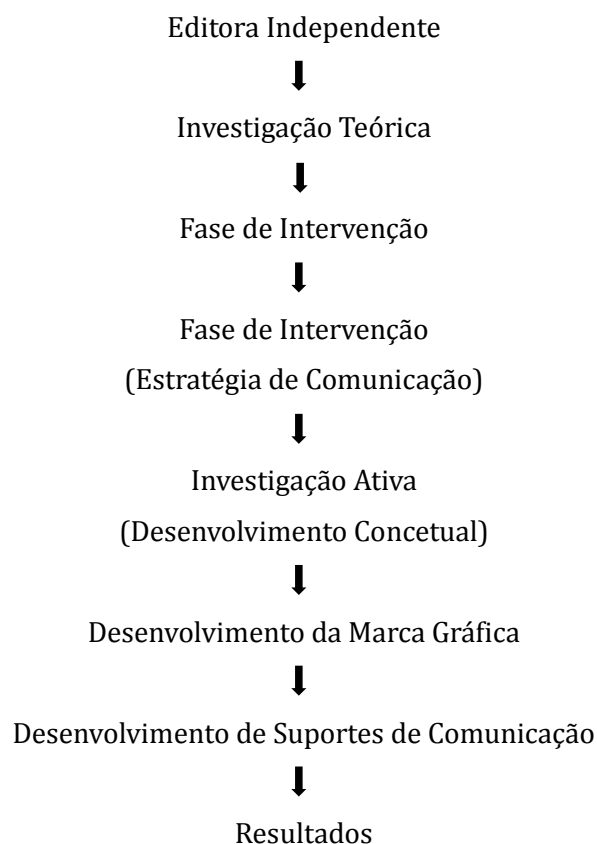 Editora Independente
Investigação Teórica
Fase de Intervenção
Fase de Intervenção
(Estratégia de Comunicação)
Investigação Ativa
(Desenvolvimento Concetual)
Desenvolvimento da Marca Gráfica
Desenvolvimento de Suportes de Comunicação
Resultados